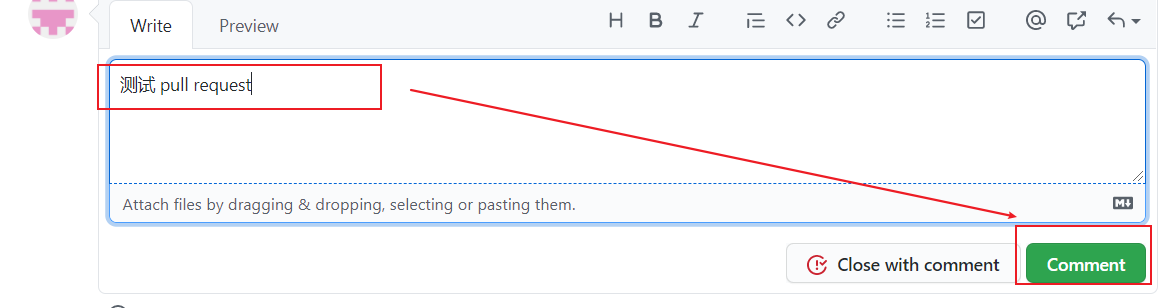 Write Preview
测试 pull request
Attach files by dragging & dropping, selecting or pasting them.
Close with comment Comment